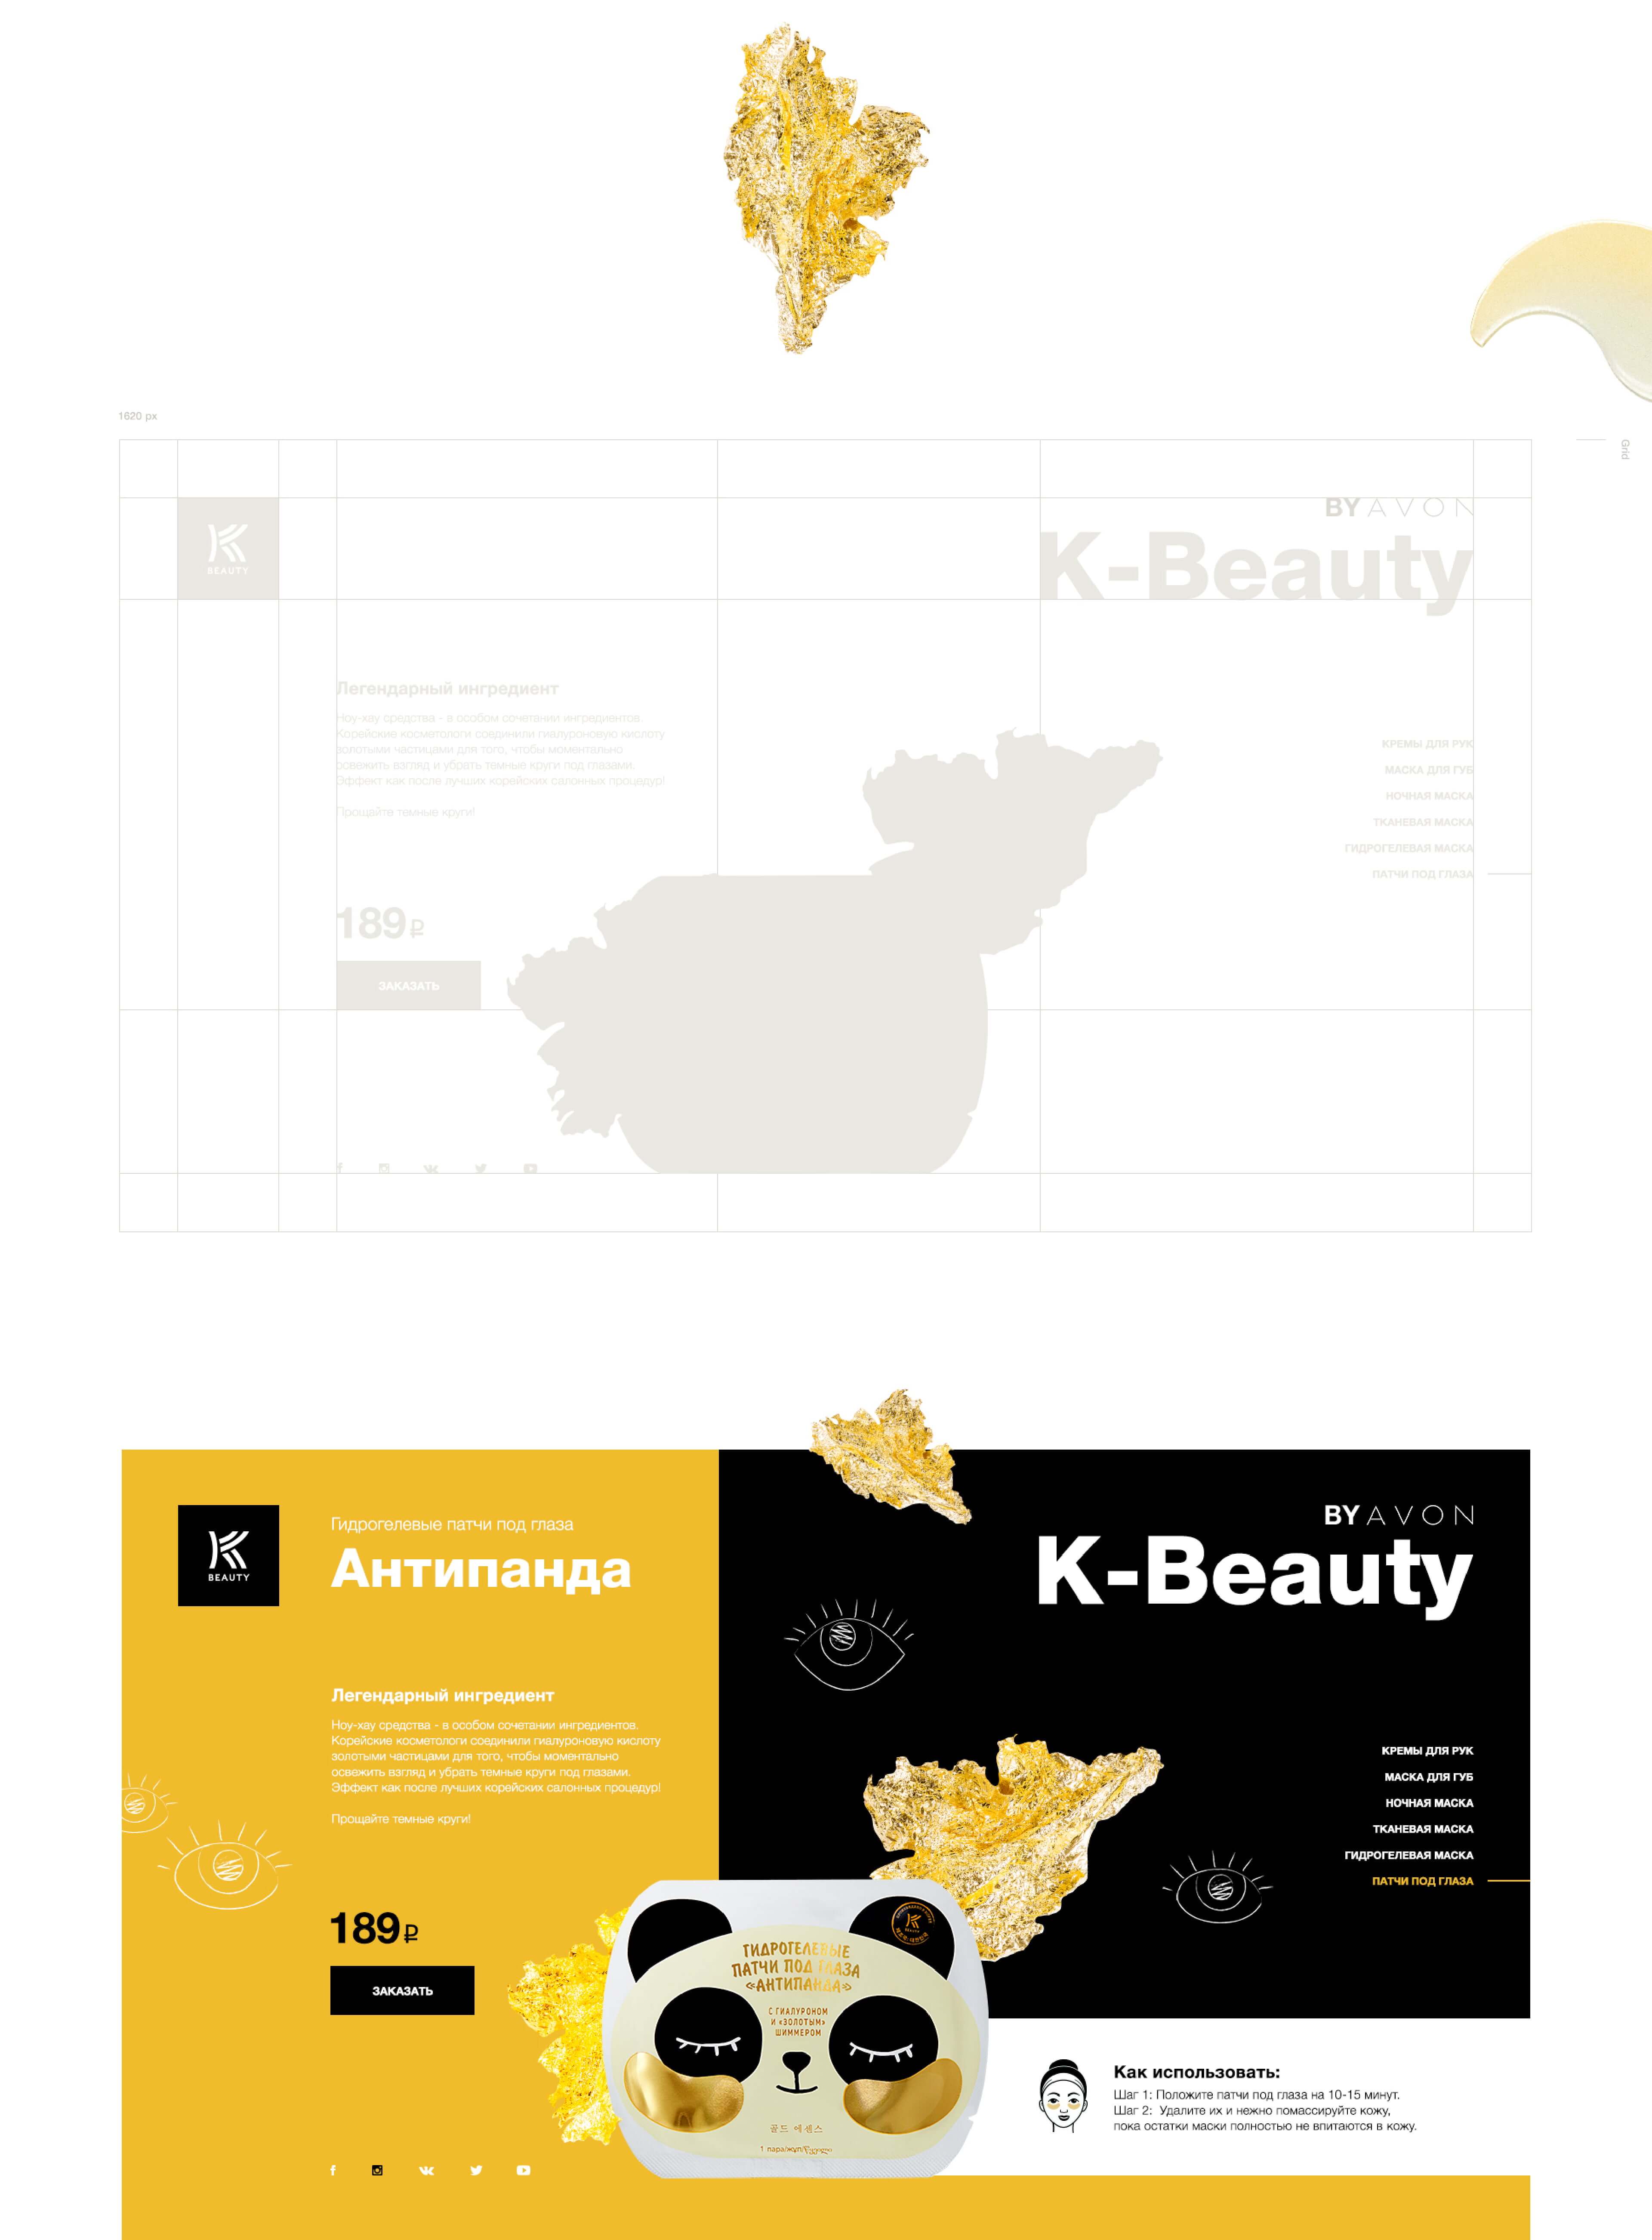 1620 px
Grid
K
BEAUTY
BY AVON
K-Beauty
Легендарный ингредиент
Ноу-хау средства - в особом сочетании ингредиентов.
Корейские косметологи соединили гиалуроновую кислоту
золотыми частицами для того, чтобы моментально
освежить взгляд и убрать темные круги под глазами.
Эффект как после лучших корейских салонных процедур!
Прощайте темные круги!
КРЕМЫ ДЛЯ РУК
МАСКА ДЛЯ ГУБ
НОЧНАЯ МАСКА
ТКАНЕВАЯ МАСКА
ГИДРОГЕЛЕВАЯ МАСКА
ПАТЧИ ПОД ГЛАЗА
189 ₽
ЗАКАЗАТЬ
K
BEAUTY
Гидрогелевые патчи под глаза
Антипанда
BY AVON
K-Beauty
Легендарный ингредиент
Ноу-хау средства - в особом сочетании ингредиентов.
Корейские косметологи соединили гиалуроновую кислоту
золотыми частицами для того, чтобы моментально
освежить взгляд и убрать темные круги под глазами.
Эффект как после лучших корейских салонных процедур!
Прощайте темные круги!
КРЕМЫ ДЛЯ РУК
МАСКА ДЛЯ ГУБ
НОЧНАЯ МАСКА
ТКАНЕВАЯ МАСКА
ГИДРОГЕЛЕВАЯ МАСКА
ПАТЧИ ПОД ГЛАЗА
189 ₽
ЗАКАЗАТЬ
ГИДРОГЕЛЕВЫЕ
ПАТЧИ ПОД ГЛАЗА
«АНТИПАНДА»
С ГИАЛУРОНОМ
И «ЗОЛОТЫМ»
ШИММЕРОМ
골드 에센스
1 пара/жұп/წყვილი
Как использовать:
Шаг 1: Положите патчи под глаза на 10-15 минут.
Шаг 2: Удалите их и нежно помассируйте кожу,
пока остатки маски полностью не впитаются в кожу.